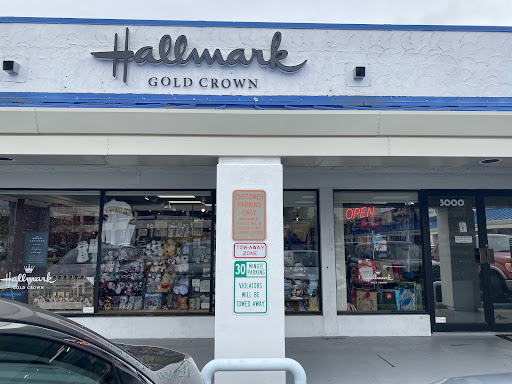 Hallmark
GOLD CROWN
3000
OPEN
CUSTOMER
PARKING
ONLY
TOW-AWAY
ZONE
30 MINUTE
PARKING
VIOLATORS
WILL BE
TOWED AWAY
Hallmark
GOLD CROWN
Hallmark